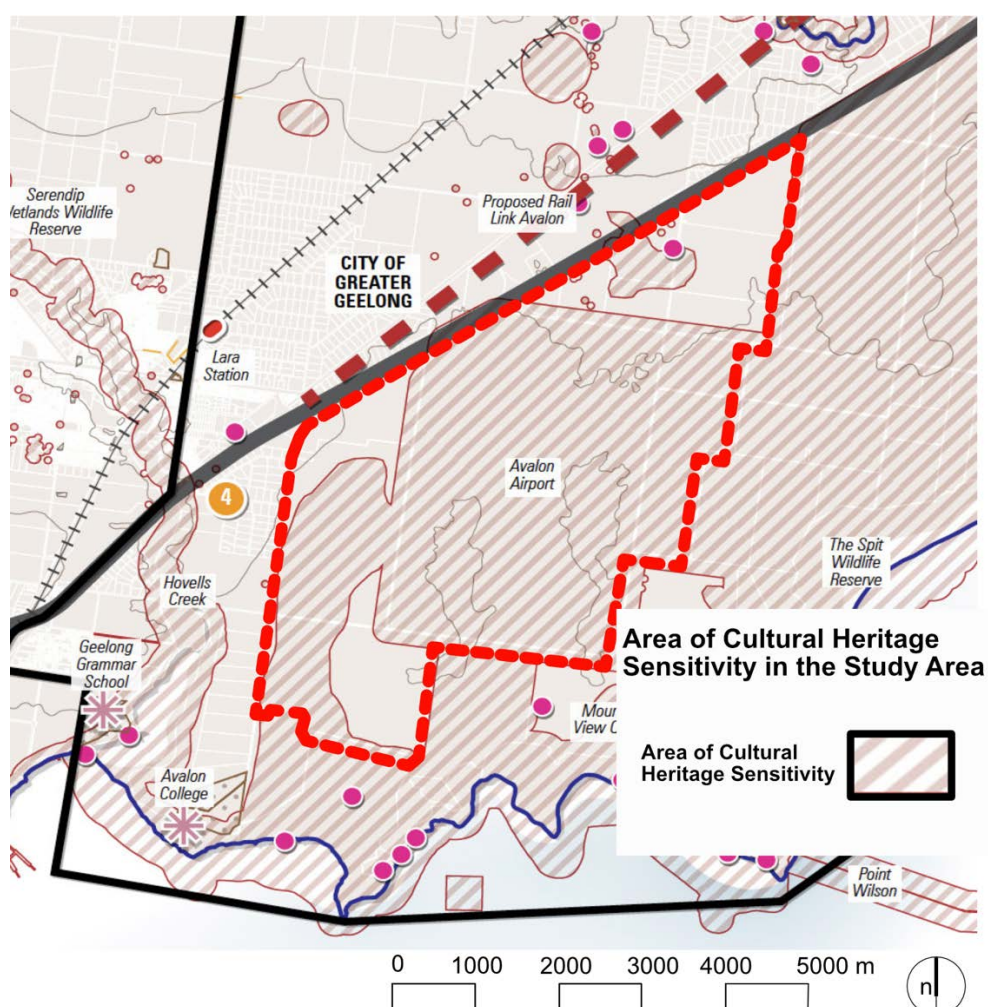 Serendip
Wetlands Wildlife
Reserve
Proposed Rail
Link Avalon
CITY OF
GREATER
GEELONG
Lara
Station
Avalon
Airport
4
The Spit
Wildlife
Reserve
Hovells
Creek
Geelong
Grammar
School
Area of Cultural Heritage
Sensitivity in the Study Area
View
Area of Cultural
Heritage Sensitivity
Avalon
College
Point
Wilson
0 1000 2000 3000 4000 5000 m
n